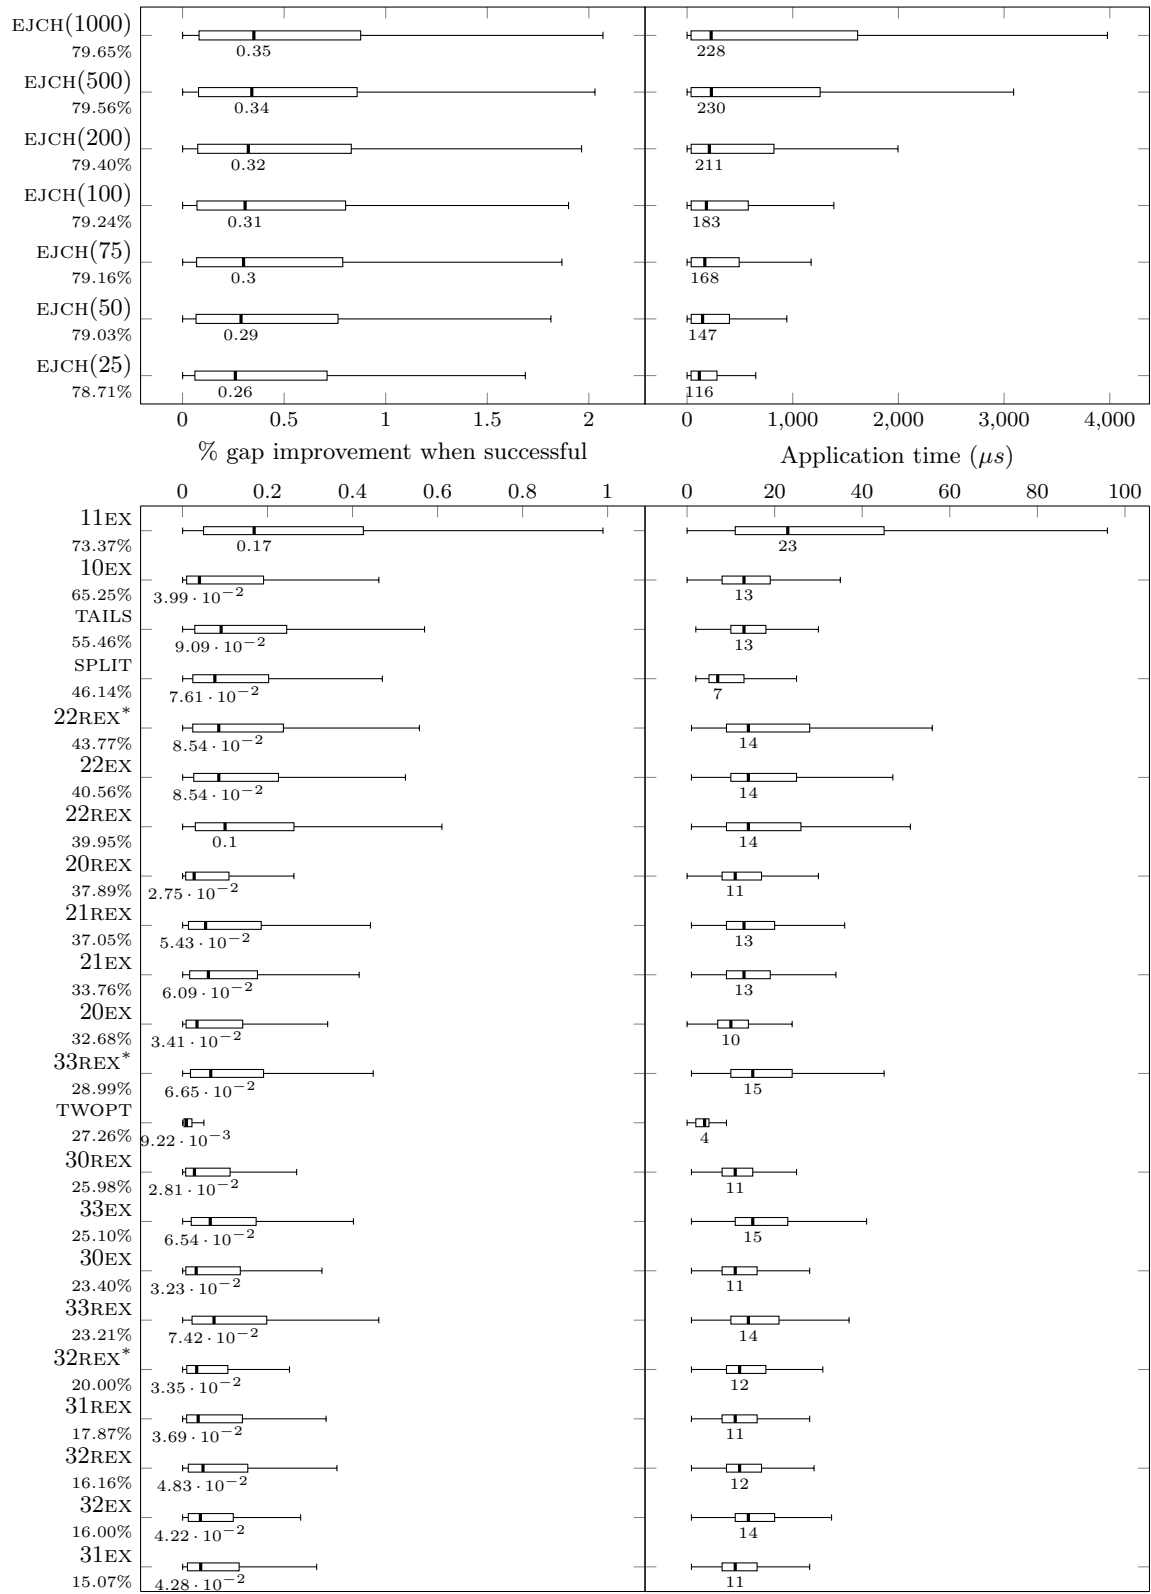 EJCH(1000)
79.65%
0.35
228
EJCH(500)
79.56%
0.34
230
EJCH(200)
79.40%
0.32
211
EJCH(100)
79.24%
0.31
183
EJCH(75)
79.16%
0.3
168
EJCH(50)
79.03%
0.29
147
EJCH(25)
78.71%
0.26
116
0 0.5 1 1.5 2
0 1,000 2,000 3,000 4,000
% gap improvement when successful
Application time (μs)
0 0.2 0.4 0.6 0.8 1
0 20 40 60 80 100
11EX
73.37%
0.17
23
10EX
65.25%
3.99 · 10⁻²
13
TAILS
55.46%
9.09 · 10⁻²
13
SPLIT
46.14%
7.61 · 10⁻²
7
22REX*
43.77%
8.54 · 10⁻²
14
22EX
40.56%
8.54 · 10⁻²
14
22REX
39.95%
0.1
14
20REX
37.89%
2.75 · 10⁻²
11
21REX
37.05%
5.43 · 10⁻²
13
21EX
33.76%
6.09 · 10⁻²
13
20EX
32.68%
3.41 · 10⁻²
10
33REX*
28.99%
6.65 · 10⁻²
15
TWOPT
27.26%
9.22 · 10⁻³
4
30REX
25.98%
2.81 · 10⁻²
11
33EX
25.10%
6.54 · 10⁻²
15
30EX
23.40%
3.23 · 10⁻²
11
33REX
23.21%
7.42 · 10⁻²
14
32REX*
20.00%
3.35 · 10⁻²
12
31REX
17.87%
3.69 · 10⁻²
11
32REX
16.16%
4.83 · 10⁻²
12
32EX
16.00%
4.22 · 10⁻²
14
31EX
15.07%
4.28 · 10⁻²
11